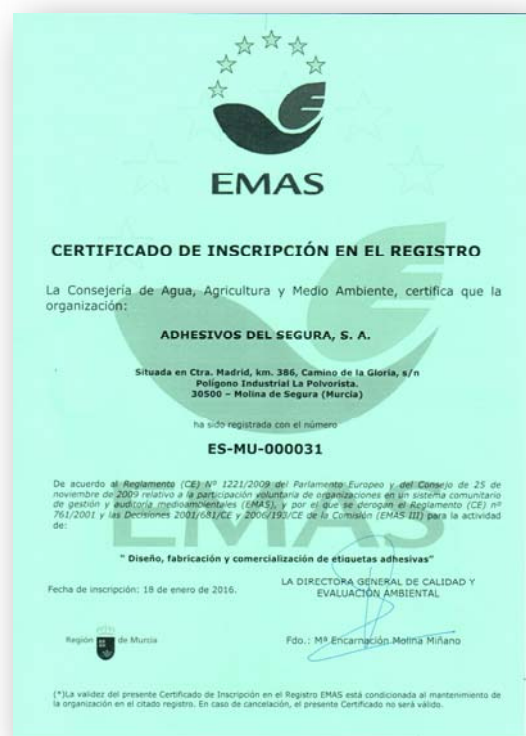 EMAS
CERTIFICADO DE INSCRIPCIÓN EN EL REGISTRO
La Consejería de Agua, Agricultura y Medio Ambiente, certifica que la
organización:
ADHESIVOS DEL SEGURA, S. A.
Situada en Ctra. Madrid, km. 386, Camino de la Gloria, s/n
Polígono Industrial La Polvorista.
30500 – Molina de Segura (Murcia)
ha sido registrada con el número
ES-MU-000031
De acuerdo al Reglamento (CE) Nº 1221/2009 del Parlamento Europeo y del Consejo de 25 de
noviembre de 2009 relativo a la participación voluntaria de organizaciones en un sistema comunitario
de gestión y auditoría medioambientales (EMAS), y por el que se derogan el Reglamento (CE) nº
761/2001 y las Decisiones 2001/681/CE y 2006/193/CE de la Comisión (EMAS III) para la actividad
de:
EMAS
" Diseño, fabricación y comercialización de etiquetas adhesivas"
Fecha de inscripción: 18 de enero de 2016.
LA DIRECTORA GENERAL DE CALIDAD Y
EVALUACIÓN AMBIENTAL
Región de Murcia
Fdo.: Mª Encarnación Molina Miñano
(*)La validez del presente Certificado de Inscripción en el Registro EMAS está condicionada al mantenimiento de
la organización en el citado registro. En caso de cancelación, el presente Certificado no será válido.